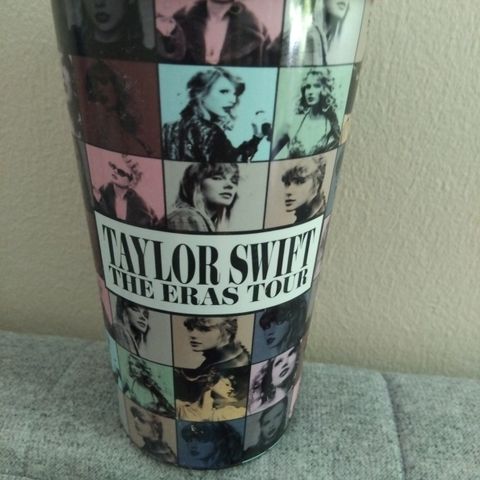 TAYLOR SWIFT
THE ERAS TOUR